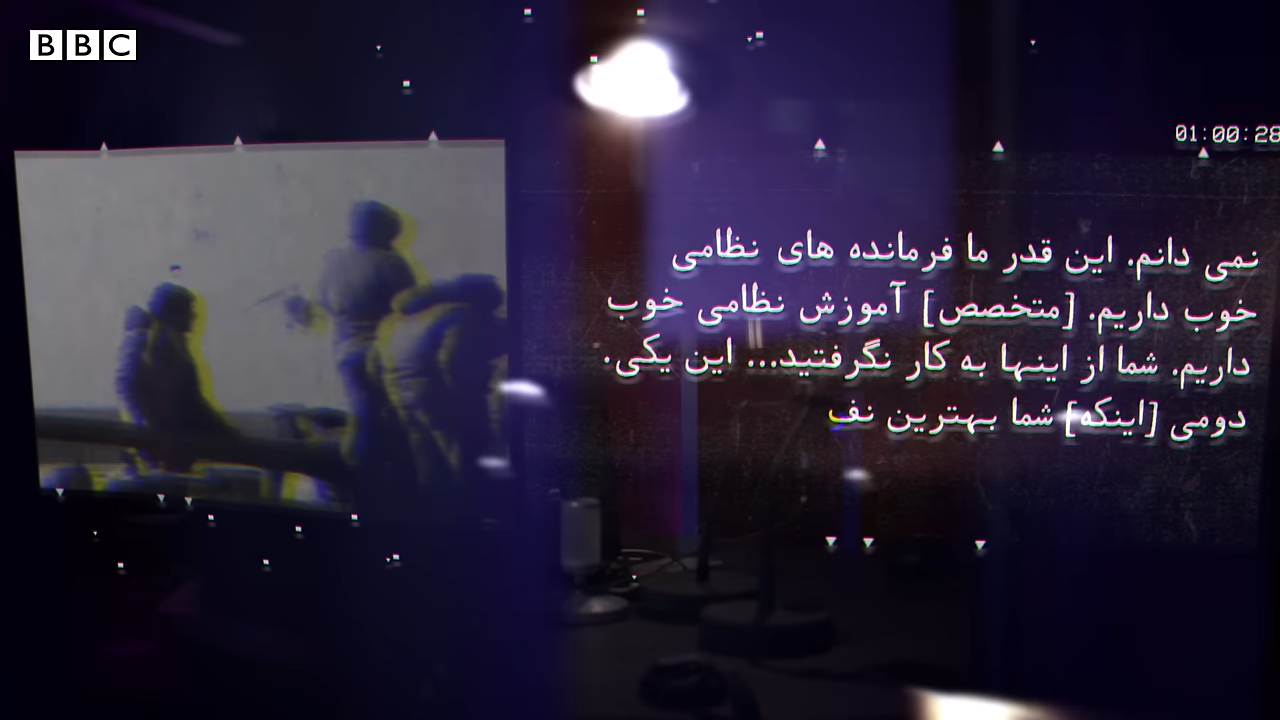 BBC
01:00:28
نمی دانم. این قدر ما فرمانده های نظامی
خوب داریم. [متخصص] آموزش نظامی خوب
داریم. شما از اینها به کار نگرفتید... این یکی.
دومی [اینکه] شما بهترین نف